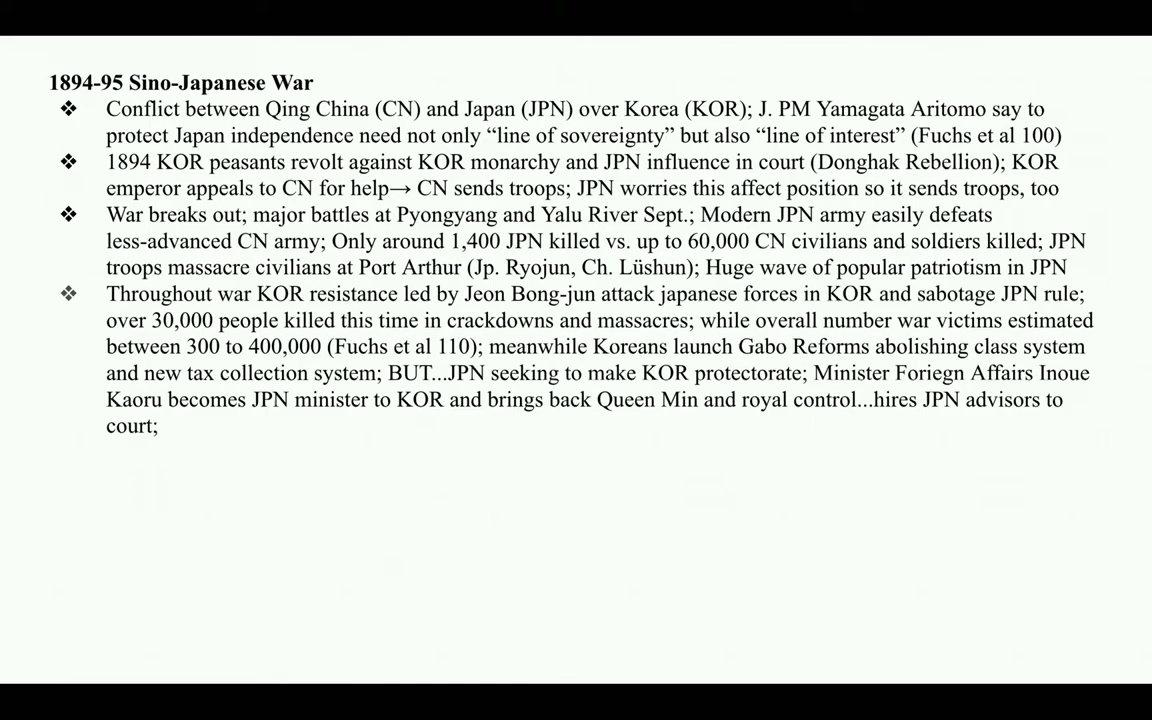 1894-95 Sino-Japanese War
❖ Conflict between Qing China (CN) and Japan (JPN) over Korea (KOR); J. PM Yamagata Aritomo say to
protect Japan independence need not only “line of sovereignty” but also “line of interest” (Fuchs et al 100)
❖ 1894 KOR peasants revolt against KOR monarchy and JPN influence in court (Donghak Rebellion); KOR
emperor appeals to CN for help→ CN sends troops; JPN worries this affect position so it sends troops, too
❖ War breaks out; major battles at Pyongyang and Yalu River Sept.; Modern JPN army easily defeats
less-advanced CN army; Only around 1,400 JPN killed vs. up to 60,000 CN civilians and soldiers killed; JPN
troops massacre civilians at Port Arthur (Jp. Ryojun, Ch. Lüshun); Huge wave of popular patriotism in JPN
❖ Throughout war KOR resistance led by Jeon Bong-jun attack japanese forces in KOR and sabotage JPN rule;
over 30,000 people killed this time in crackdowns and massacres; while overall number war victims estimated
between 300 to 400,000 (Fuchs et al 110); meanwhile Koreans launch Gabo Reforms abolishing class system
and new tax collection system; BUT...JPN seeking to make KOR protectorate; Minister Foriegn Affairs Inoue
Kaoru becomes JPN minister to KOR and brings back Queen Min and royal control...hires JPN advisors to
court;